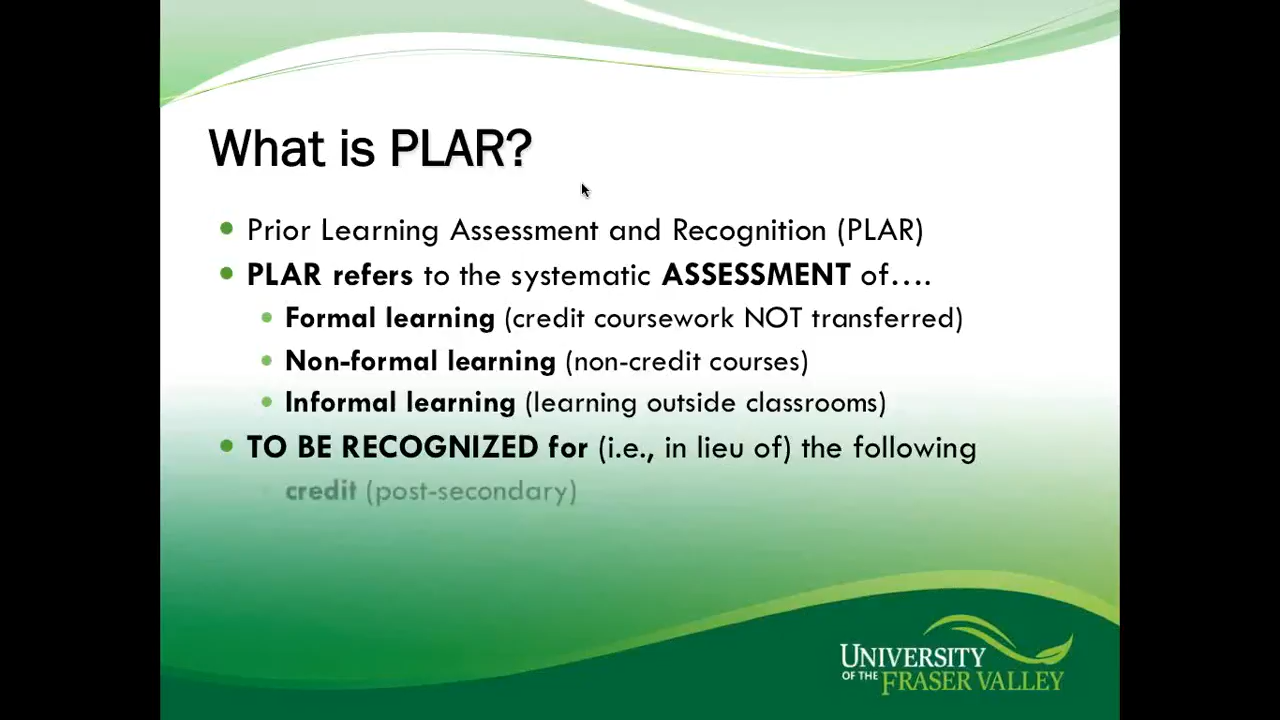 What is PLAR?
Prior Learning Assessment and Recognition (PLAR)
PLAR refers to the systematic ASSESSMENT of….
Formal learning (credit coursework NOT transferred)
Non-formal learning (non-credit courses)
Informal learning (learning outside classrooms)
TO BE RECOGNIZED for (i.e., in lieu of) the following
credit (post-secondary)
UNIVERSITY
OF THE FRASER VALLEY